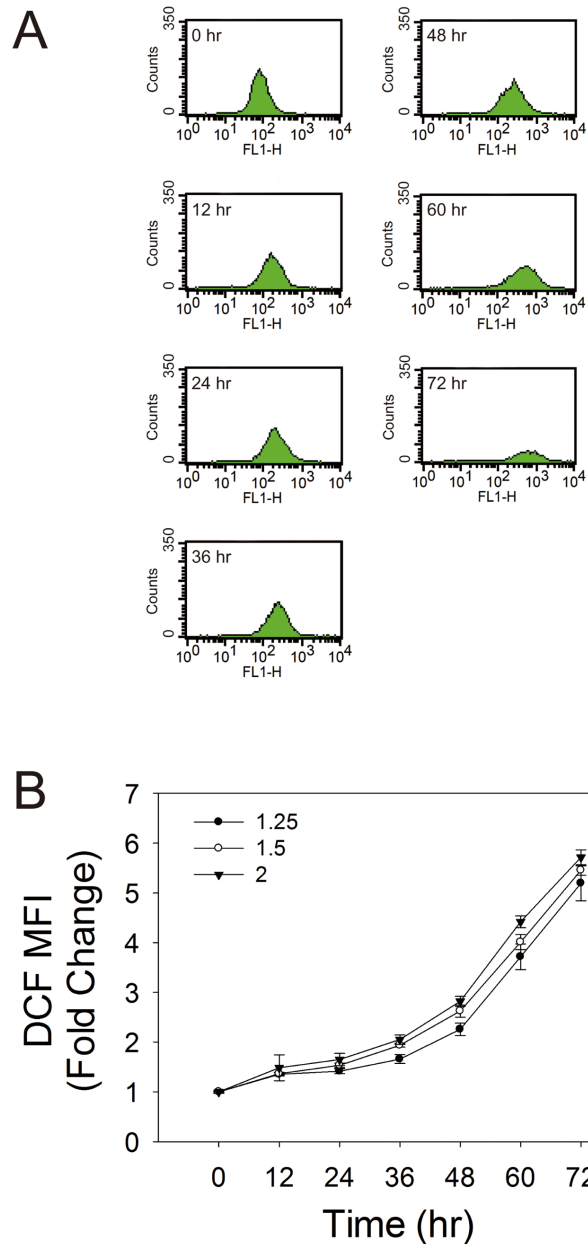 A
0 hr
350
Counts
0
10^0 10^1 10^2 10^3 10^4
FL1-H
48 hr
350
Counts
0
10^0 10^1 10^2 10^3 10^4
FL1-H
12 hr
350
Counts
0
10^0 10^1 10^2 10^3 10^4
FL1-H
60 hr
350
Counts
0
10^0 10^1 10^2 10^3 10^4
FL1-H
24 hr
350
Counts
0
10^0 10^1 10^2 10^3 10^4
FL1-H
72 hr
350
Counts
0
10^0 10^1 10^2 10^3 10^4
FL1-H
36 hr
350
Counts
0
10^0 10^1 10^2 10^3 10^4
FL1-H
B
DCF MFI
(Fold Change)
7
6
5
4
3
2
1
0
1.25
1.5
2
0 12 24 36 48 60 72
Time (hr)